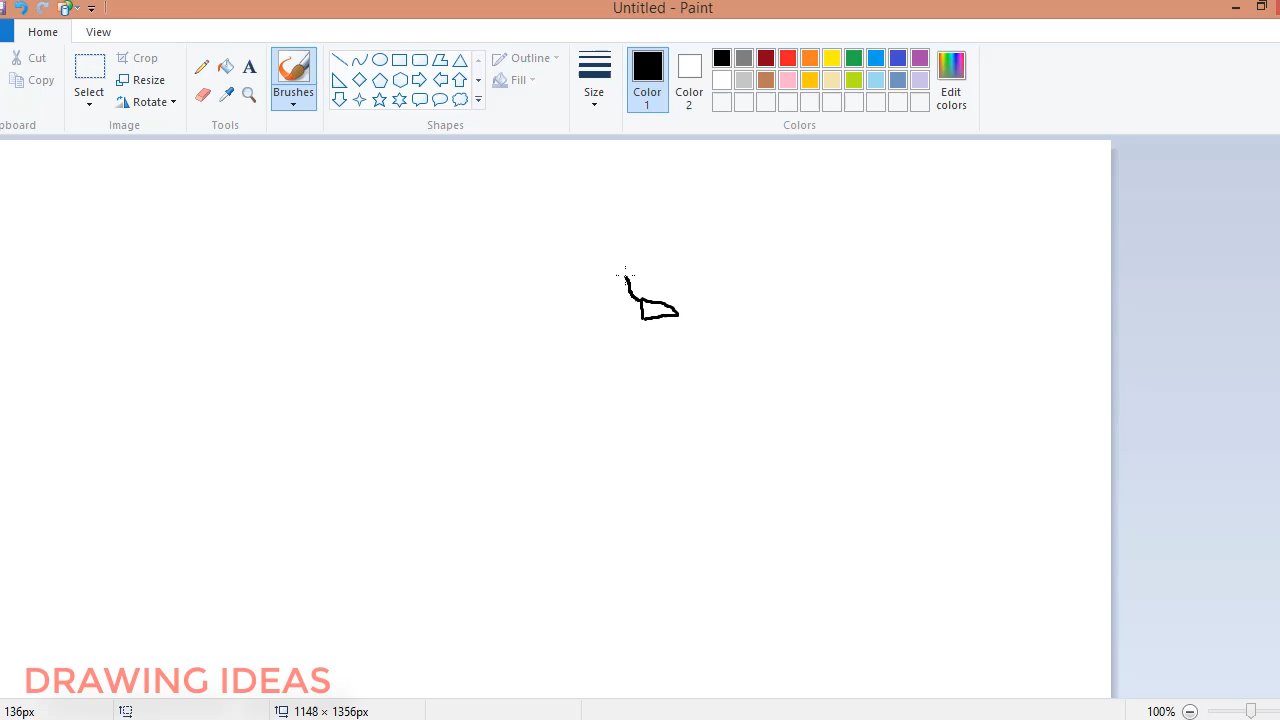 Untitled - Paint
Home View
Cut
Copy
pboard
Select
Crop
Resize
Rotate
Image
A
Tools
Brushes
Outline
Fill
Shapes
Size
Color 1
Color 2
Edit colors
Colors
DRAWING IDEAS
136px
1148 × 1356px
100%